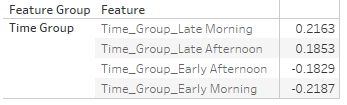 Feature Group Feature
Time Group Time_Group_Late Morning 0.2163
Time_Group_Late Afternoon 0.1853
Time_Group_Early Afternoon -0.1829
Time_Group_Early Morning -0.2187